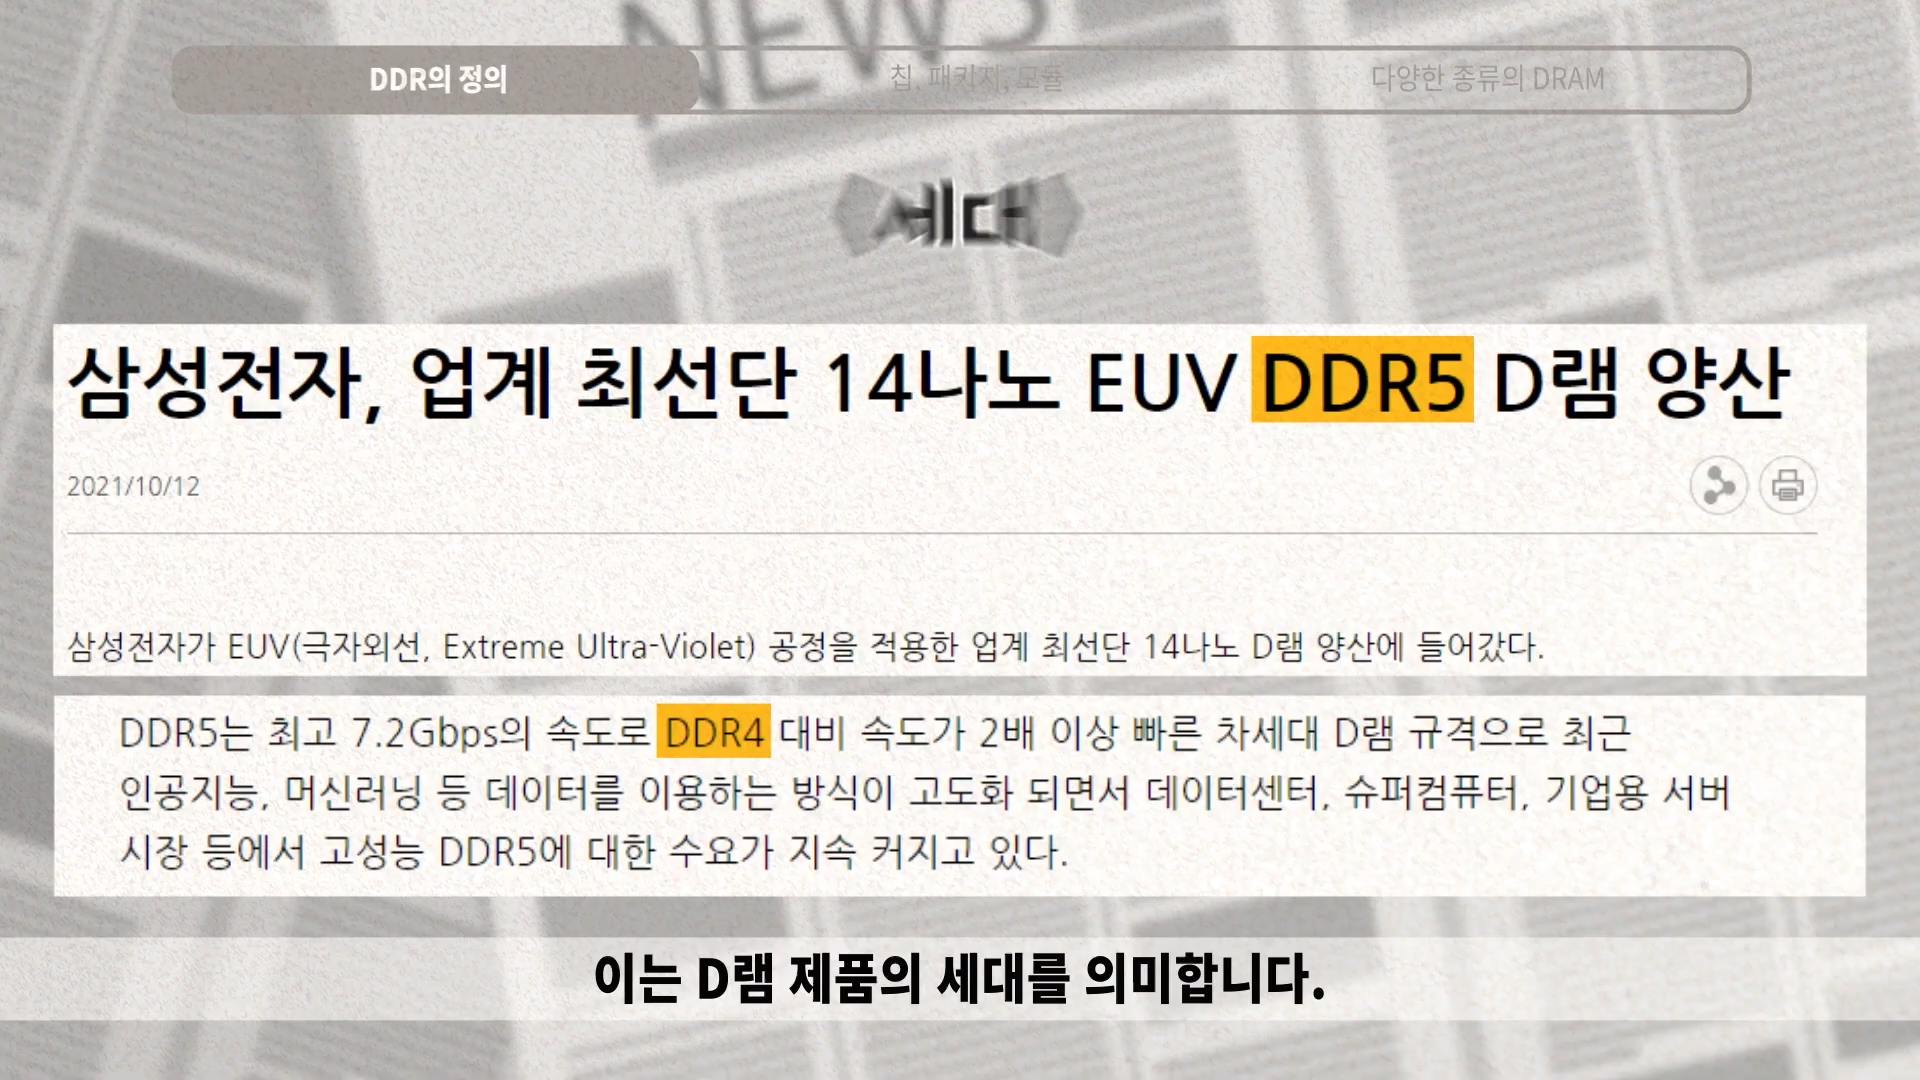 NEWS
DDR의 정의
칩, 패키지, 모듈
다양한 종류의 DRAM
세대
삼성전자, 업계 최선단 14나노 EUV DDR5 D램 양산
2021/10/12
삼성전자가 EUV(극자외선, Extreme Ultra-Violet) 공정을 적용한 업계 최선단 14나노 D램 양산에 들어갔다.
DDR5는 최고 7.2Gbps의 속도로 DDR4 대비 속도가 2배 이상 빠른 차세대 D램 규격으로 최근
인공지능, 머신러닝 등 데이터를 이용하는 방식이 고도화 되면서 데이터센터, 슈퍼컴퓨터, 기업용 서버
시장 등에서 고성능 DDR5에 대한 수요가 지속 커지고 있다.
이는 D램 제품의 세대를 의미합니다.